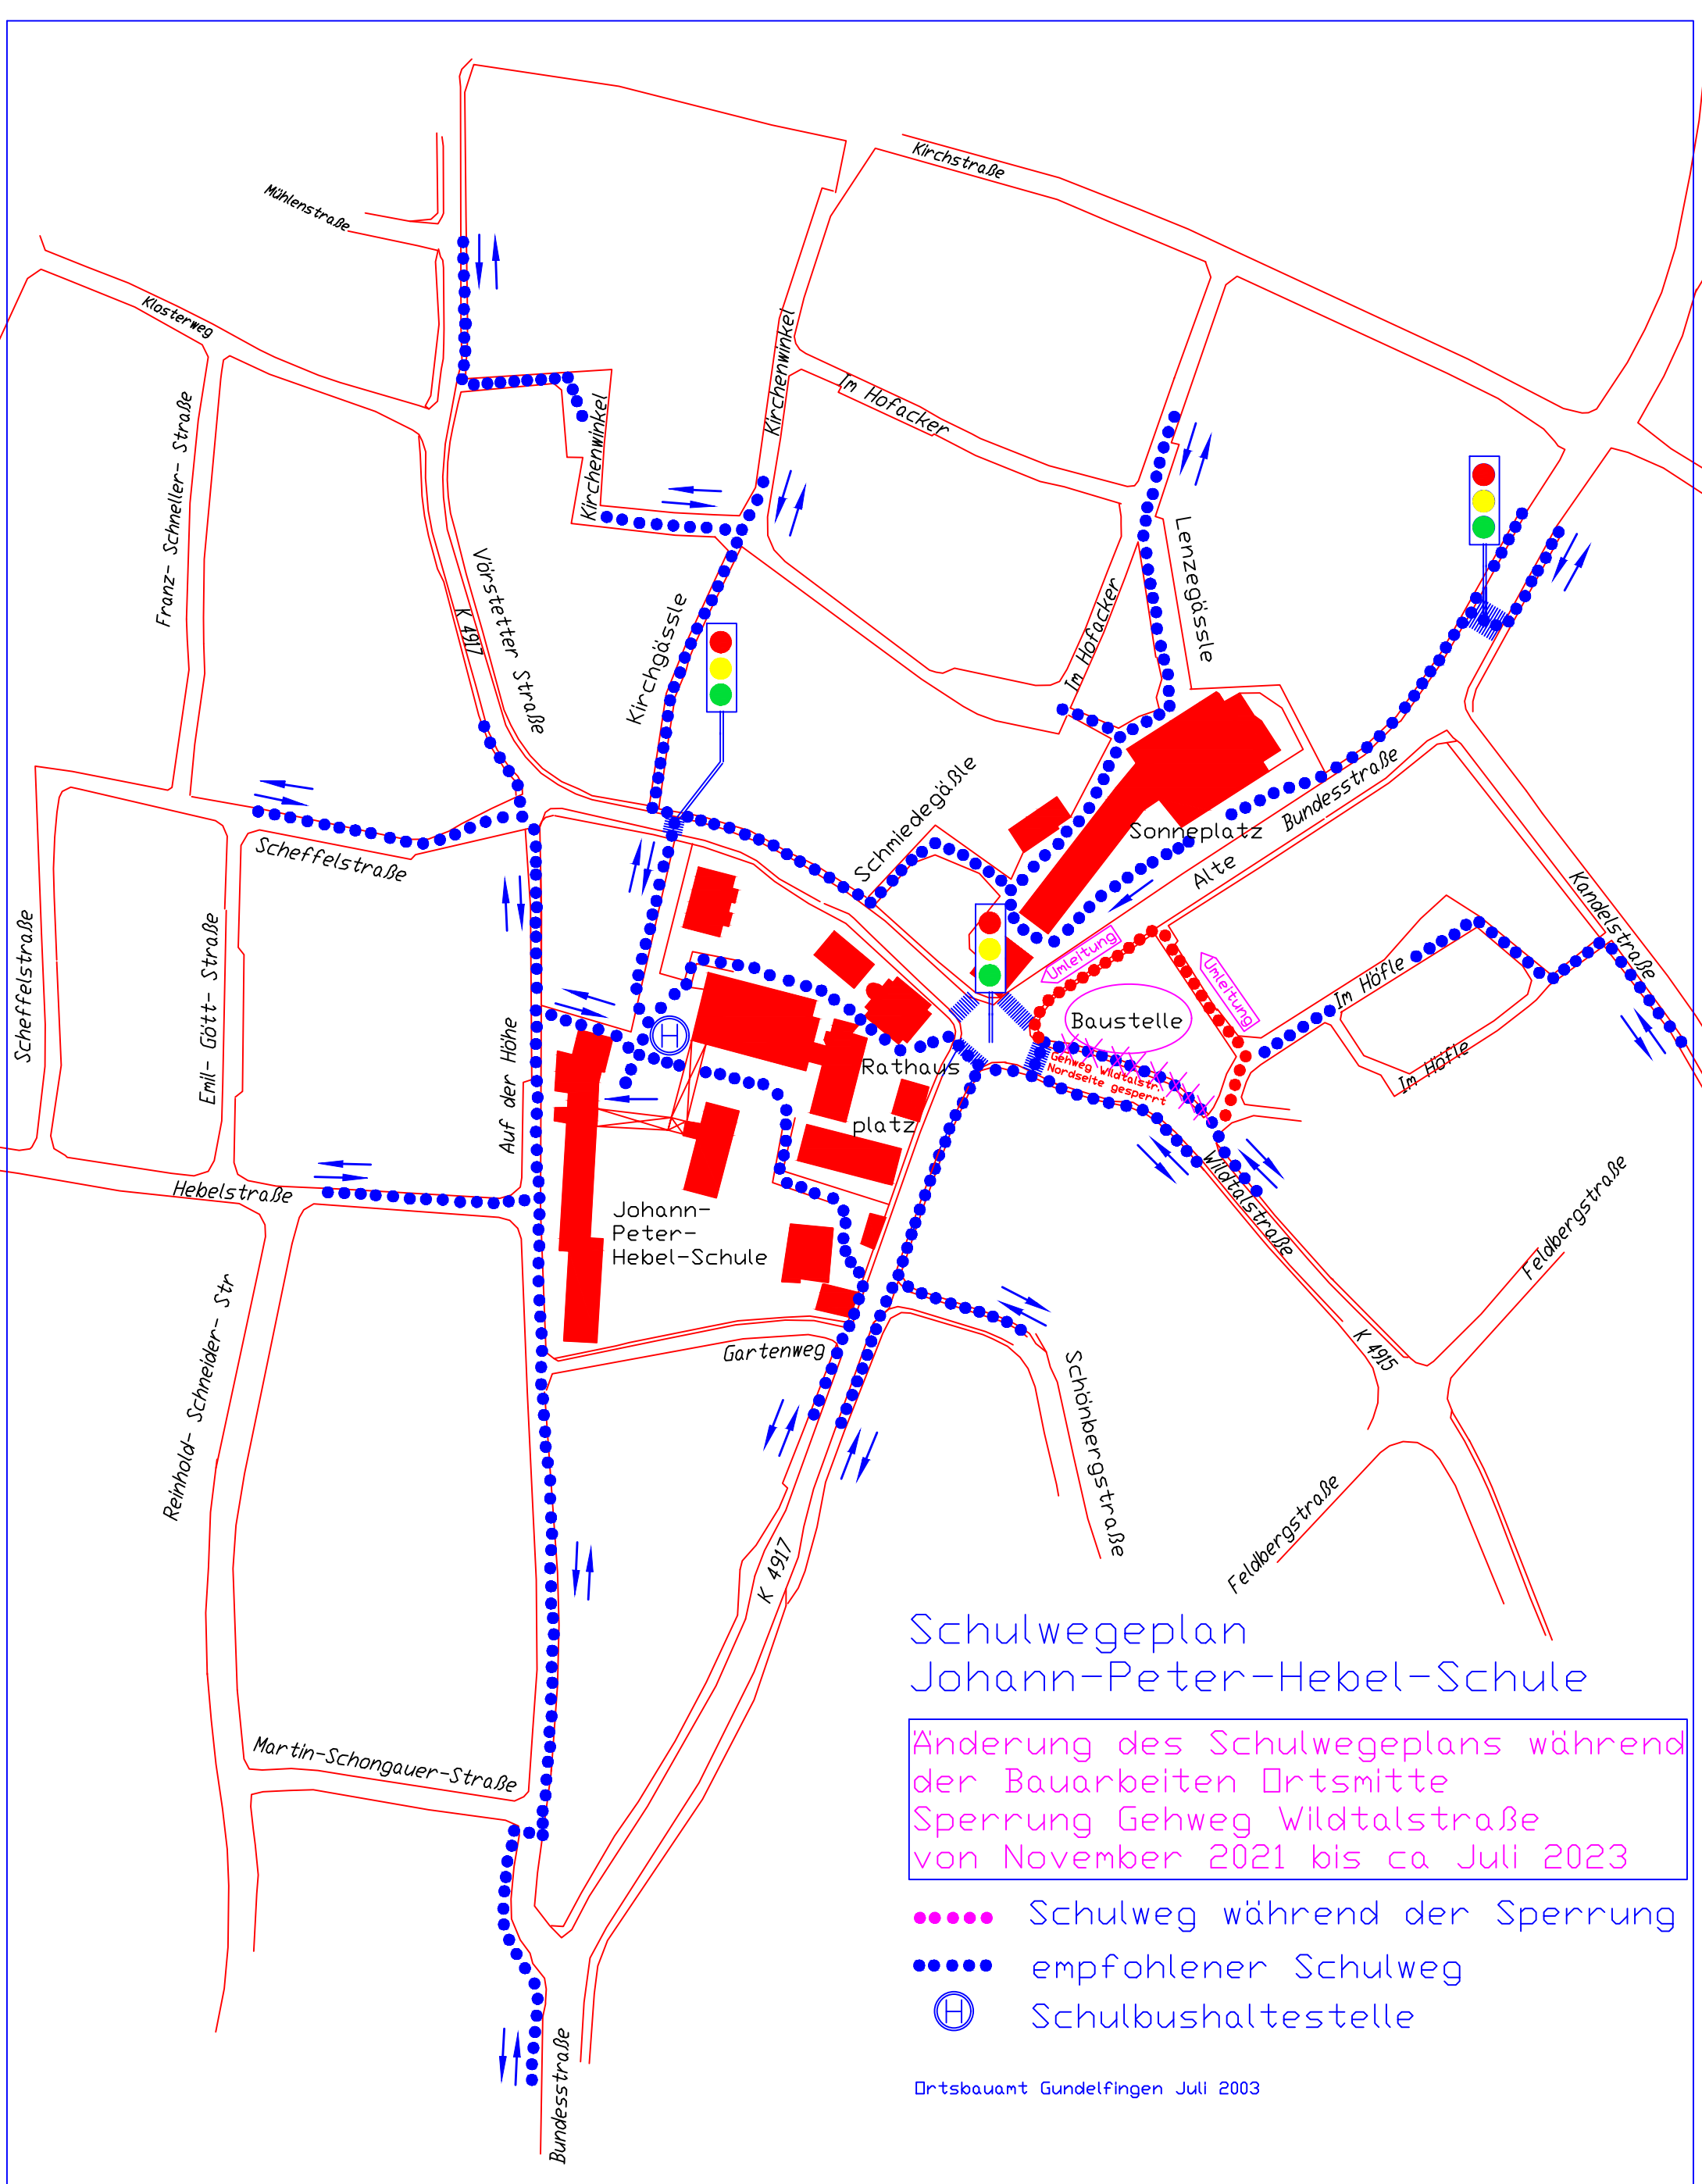 Kirchstraße
Mühlenstraße
Klosterweg
Kirchenwinkel
Im Hofacker
Kirchenwinkel
Franz- Schneller- Straße
Lenzegässle
K 4917
Vörstetter Straße
Kirchgässle
Im Hofacker
Schmiedegäßle
Sonneplatz
Alte Bundesstraße
Scheffelstraße
Kandelstraße
Scheffelstraße
Emil- Gött- Straße
Umleitung
Umleitung
Im Höfle
Baustelle
H
Auf der Höhe
Rathaus
platz
Gehweg Wildtalstr.
Nordseite gesperrt
Im Höfle
Hebelstraße
Johann-
Peter-
Hebel-Schule
Wildtalstraße
Feldbergstraße
Reinhold- Schneider- Str
Gartenweg
K 4915
Schönbergstraße
Feldbergstraße
K 4917
Martin-Schongauer-Straße
Bundesstraße
Schulwegeplan
Johann-Peter-Hebel-Schule
Änderung des Schulwegeplans während
der Bauarbeiten Ortsmitte
Sperrung Gehweg Wildtalstraße
von November 2021 bis ca Juli 2023
Schulweg während der Sperrung
empfohlener Schulweg
H Schulbushaltestelle
Ortsbauamt Gundelfingen Juli 2003